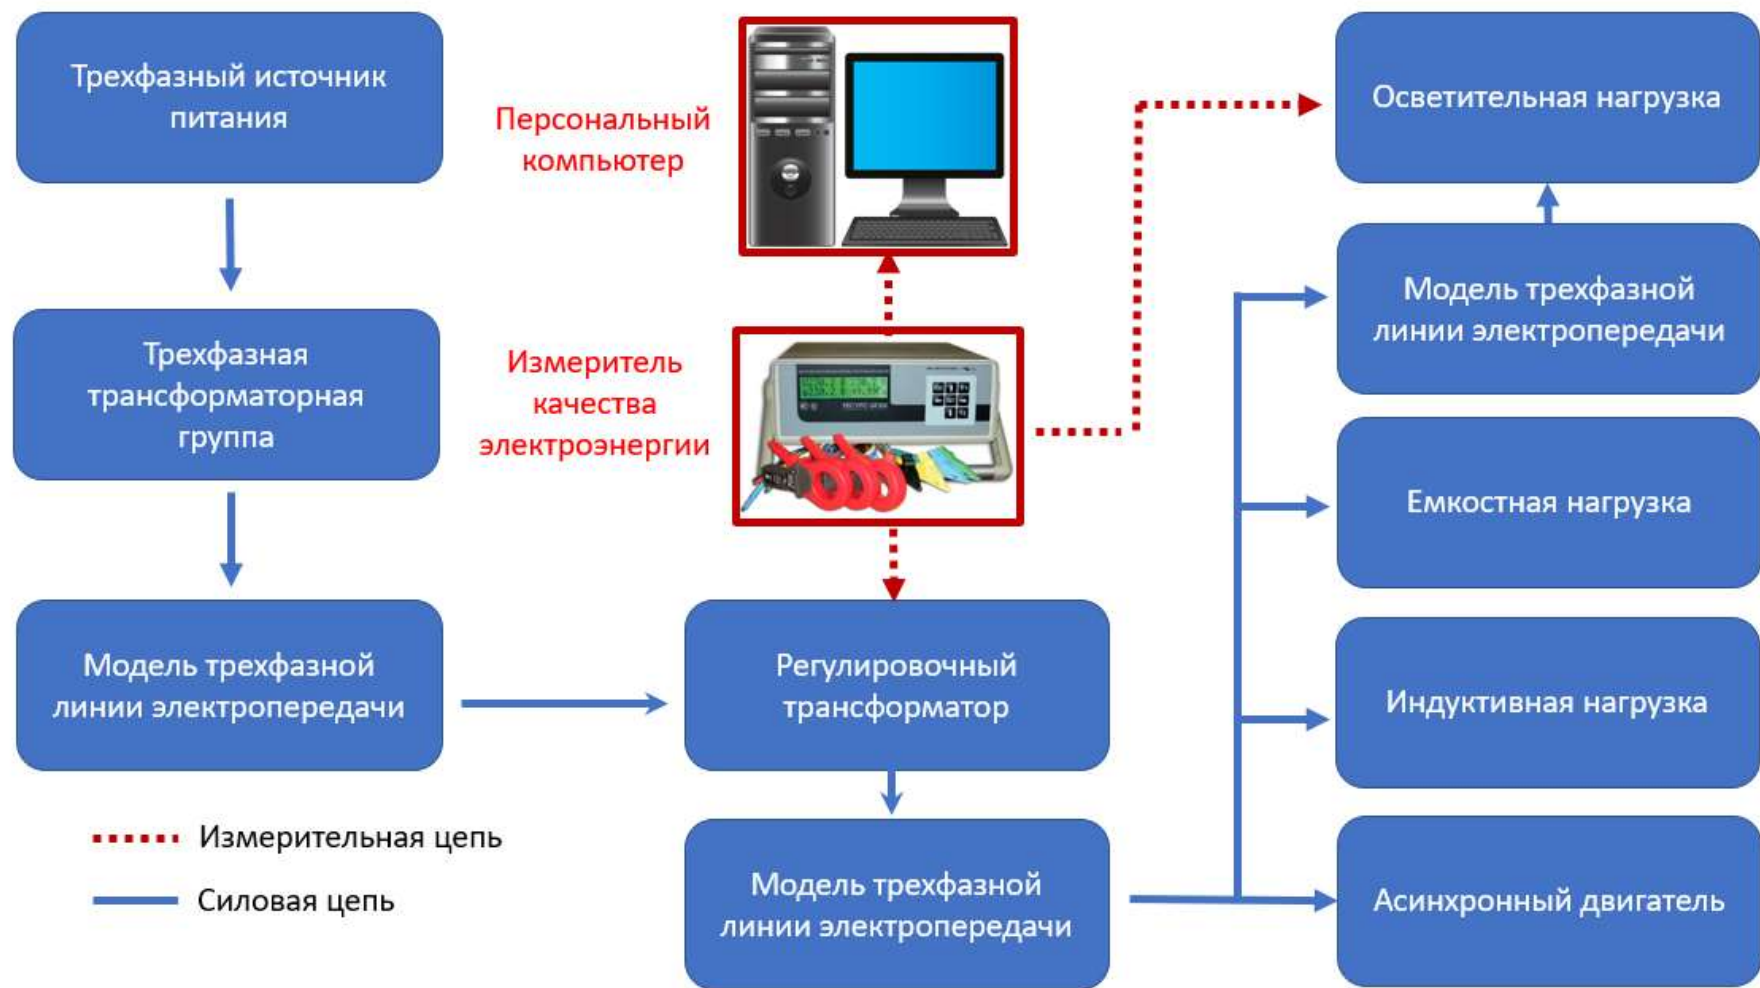 Трехфазный источник
питания
Персональный
компьютер
Осветительная нагрузка
Модель трехфазной
линии электропередачи
Трехфазная
трансформаторная
группа
Измеритель
качества
электроэнергии
Емкостная нагрузка
Модель трехфазной
линии электропередачи
Регулировочный
трансформатор
Индуктивная нагрузка
Измерительная цепь
Силовая цепь
Модель трехфазной
линии электропередачи
Асинхронный двигатель